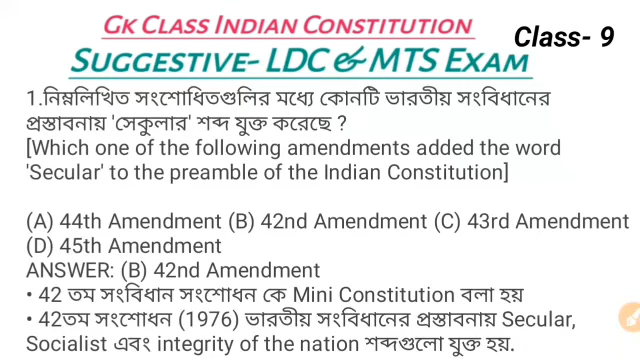 GK CLASS INDIAN CONSTITUTION
Class- 9
SUGGESTIVE- LDC & MTS EXAM
1.নিম্নলিখিত সংশোধিতগুলির মধ্যে কোনটি ভারতীয় সংবিধানের
প্রস্তাবনায় 'সেকুলার' শব্দ যুক্ত করেছে ?
[Which one of the following amendments added the word
'Secular' to the preamble of the Indian Constitution]
(A) 44th Amendment (B) 42nd Amendment (C) 43rd Amendment
(D) 45th Amendment
ANSWER: (B) 42nd Amendment
• 42 তম সংবিধান সংশোধন কে Mini Constitution বলা হয়
• 42তম সংশোধন (1976) ভারতীয় সংবিধানের প্রস্তাবনায় Secular,
Socialist এবং integrity of the nation শব্দগুলো যুক্ত হয়.